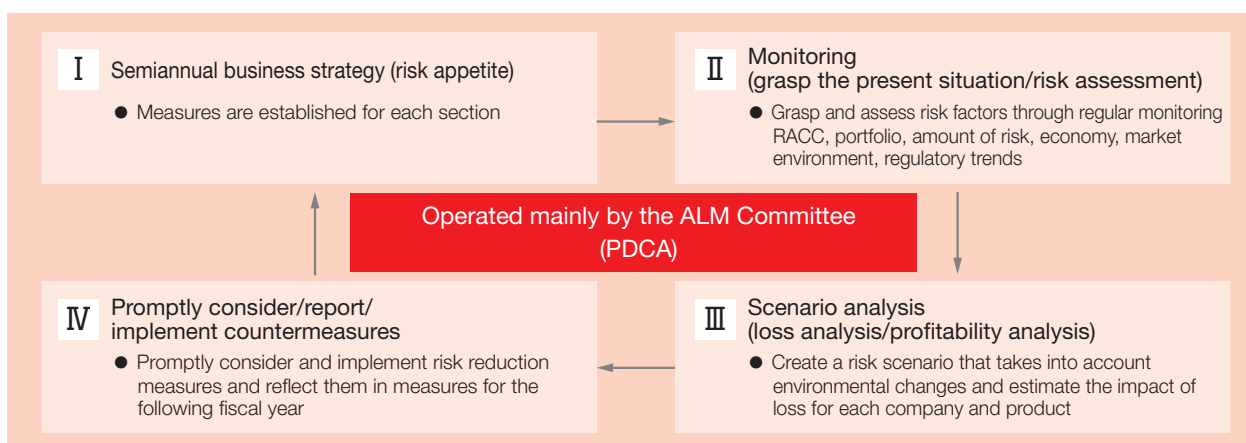 Ⅰ Semiannual business strategy (risk appetite)
● Measures are established for each section
Ⅱ Monitoring
(grasp the present situation/risk assessment)
● Grasp and assess risk factors through regular monitoring
RACC, portfolio, amount of risk, economy, market
environment, regulatory trends
Operated mainly by the ALM Committee
(PDCA)
Ⅳ Promptly consider/report/
implement countermeasures
● Promptly consider and implement risk reduction
measures and reflect them in measures for the
following fiscal year
Ⅲ Scenario analysis
(loss analysis/profitability analysis)
● Create a risk scenario that takes into account
environmental changes and estimate the impact of
loss for each company and product